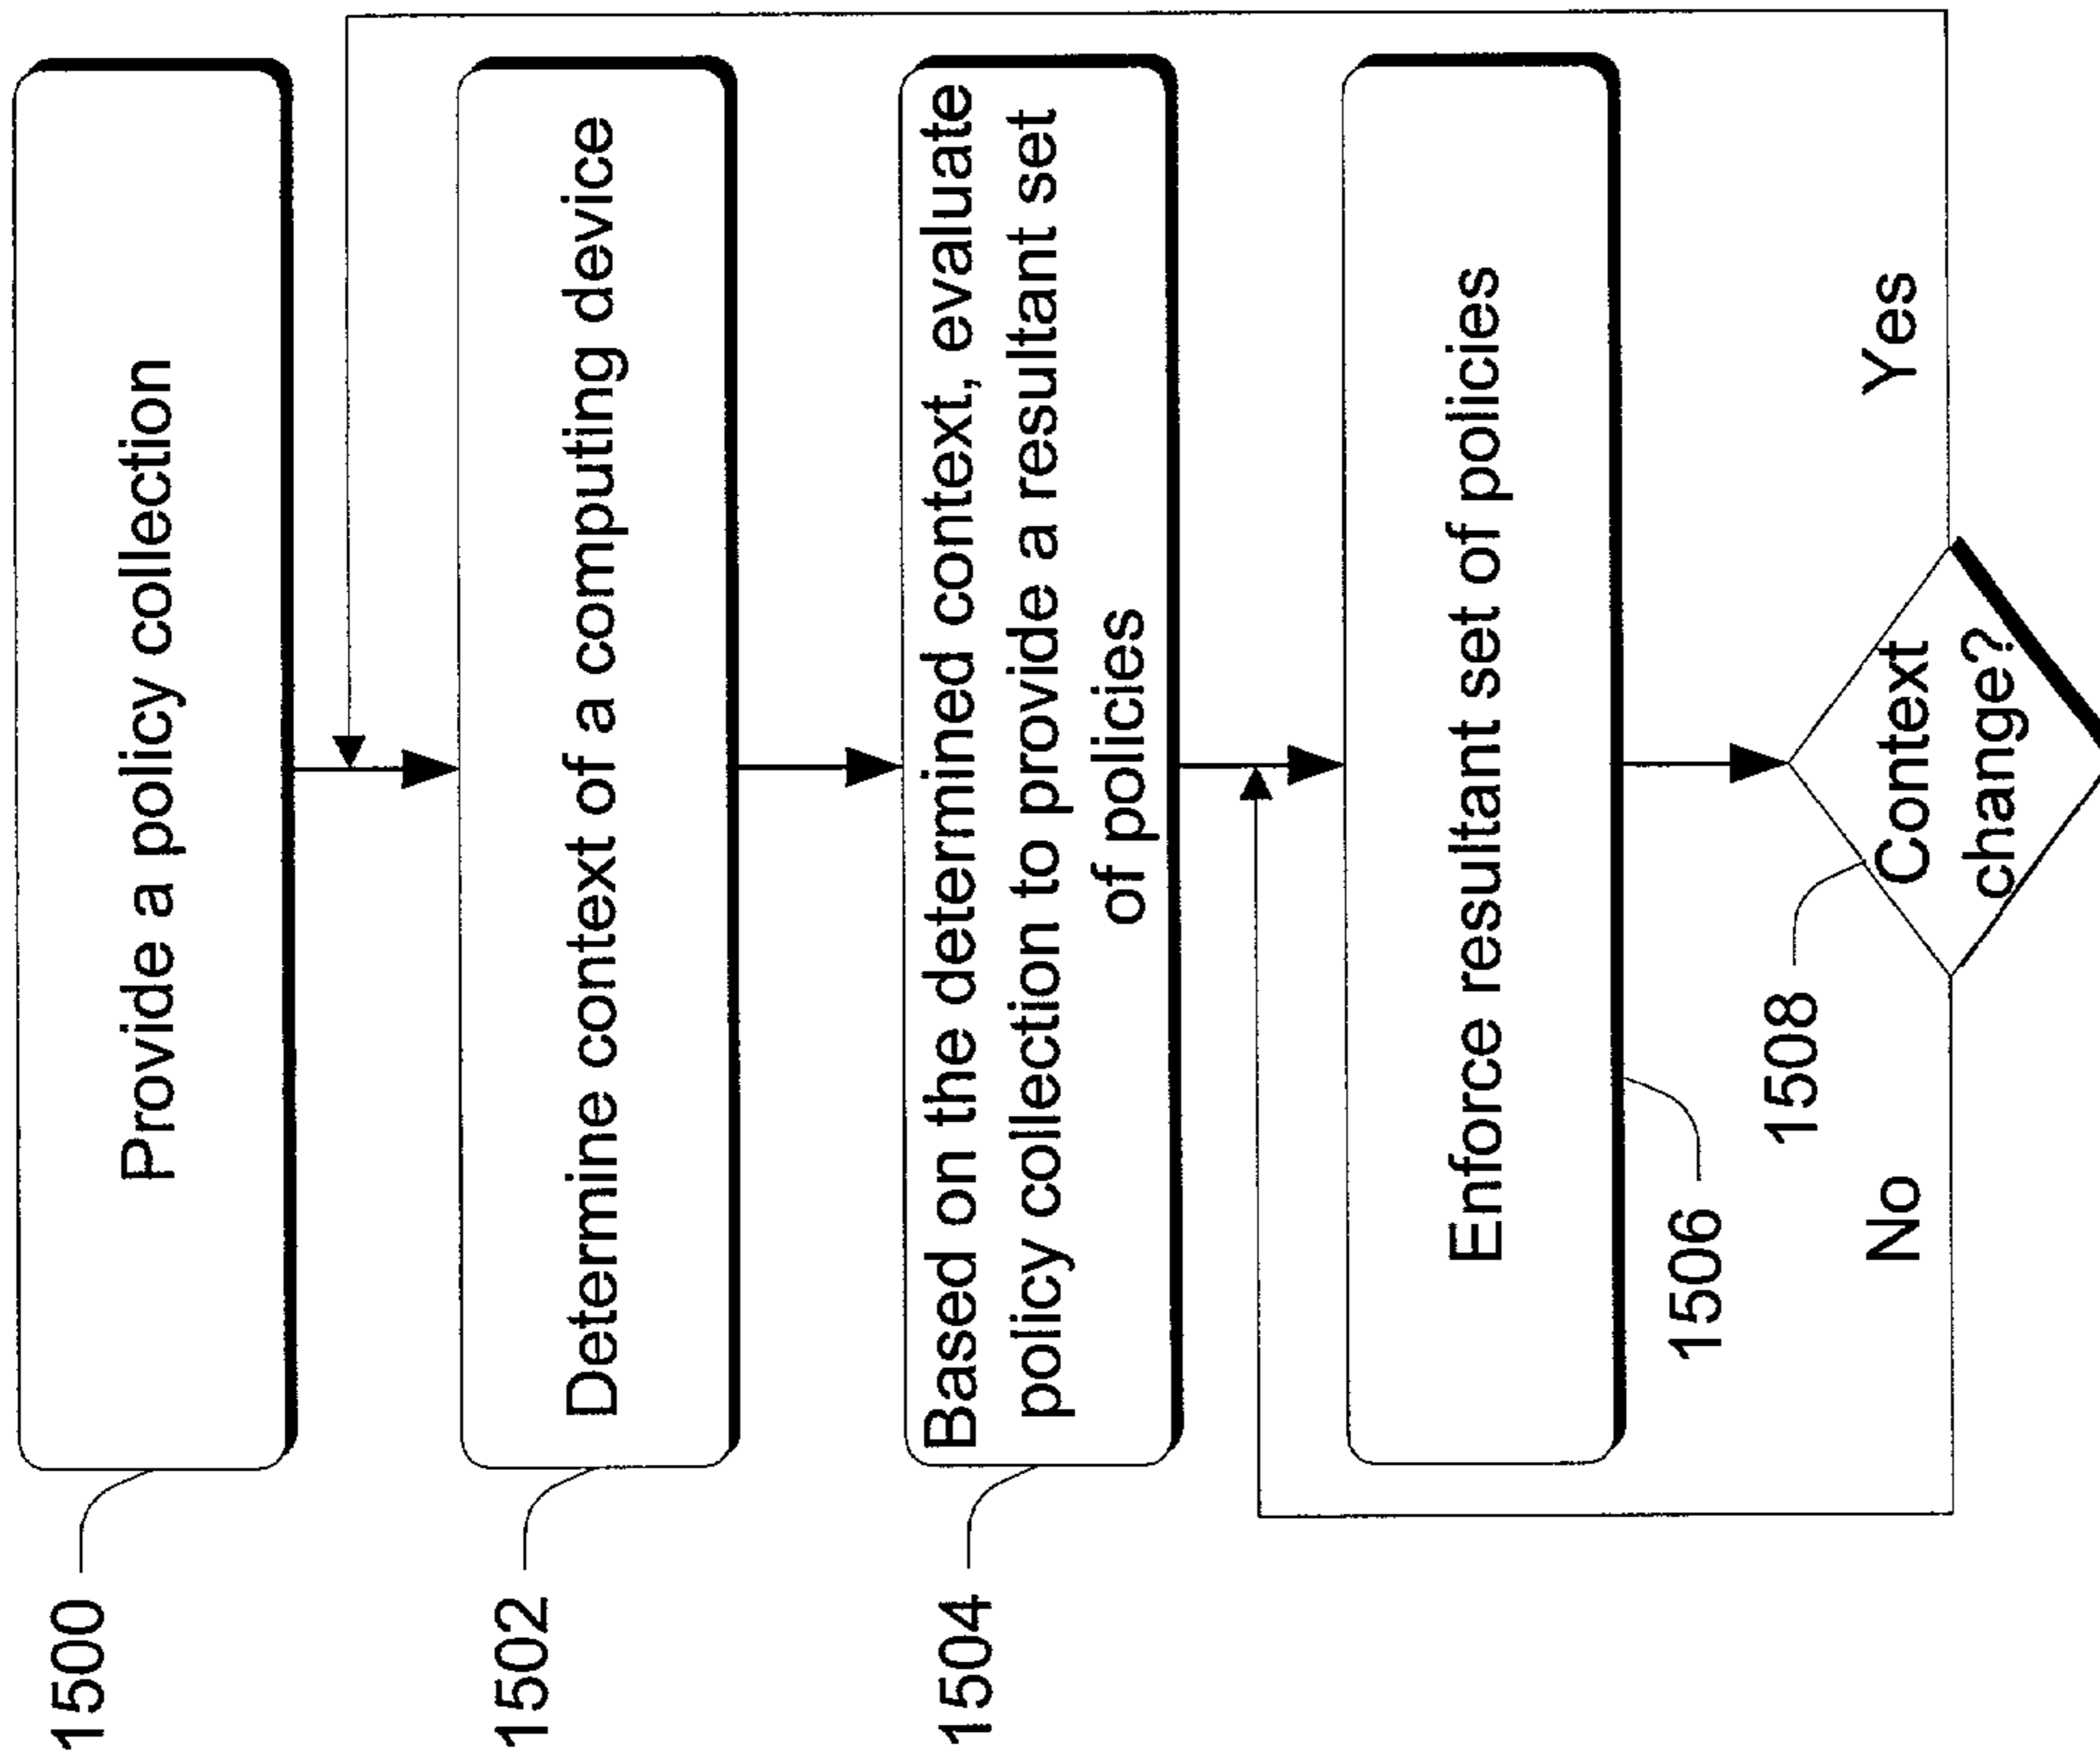 1500
Provide a policy collection
1502
Determine context of a computing device
1504
Based on the determined context, evaluate
policy collection to provide a resultant set
of policies
Enforce resultant set of policies
1506
1508
Context
change?
No
Yes